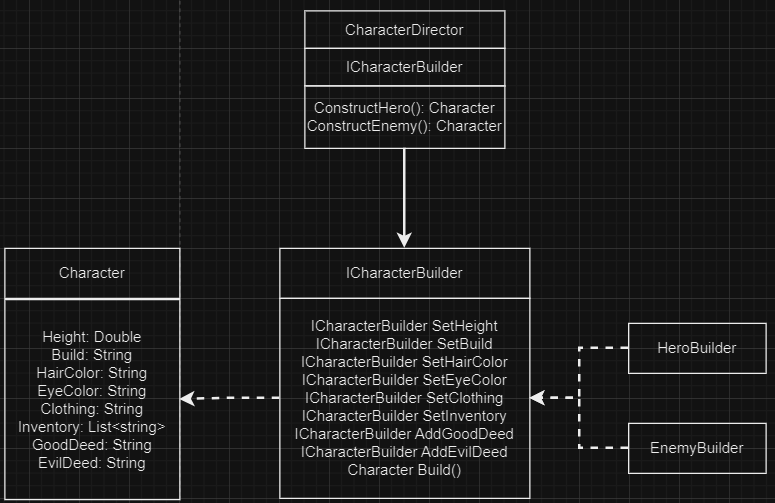 CharacterDirector
ICharacterBuilder
ConstructHero(): Character
ConstructEnemy(): Character
Character
Height: Double
Build: String
HairColor: String
EyeColor: String
Clothing: String
Inventory: List<string>
GoodDeed: String
EvilDeed: String
ICharacterBuilder
ICharacterBuilder SetHeight
ICharacterBuilder SetBuild
ICharacterBuilder SetHairColor
ICharacterBuilder SetEyeColor
ICharacterBuilder SetClothing
ICharacterBuilder SetInventory
ICharacterBuilder AddGoodDeed
ICharacterBuilder AddEvilDeed
Character Build()
HeroBuilder
EnemyBuilder